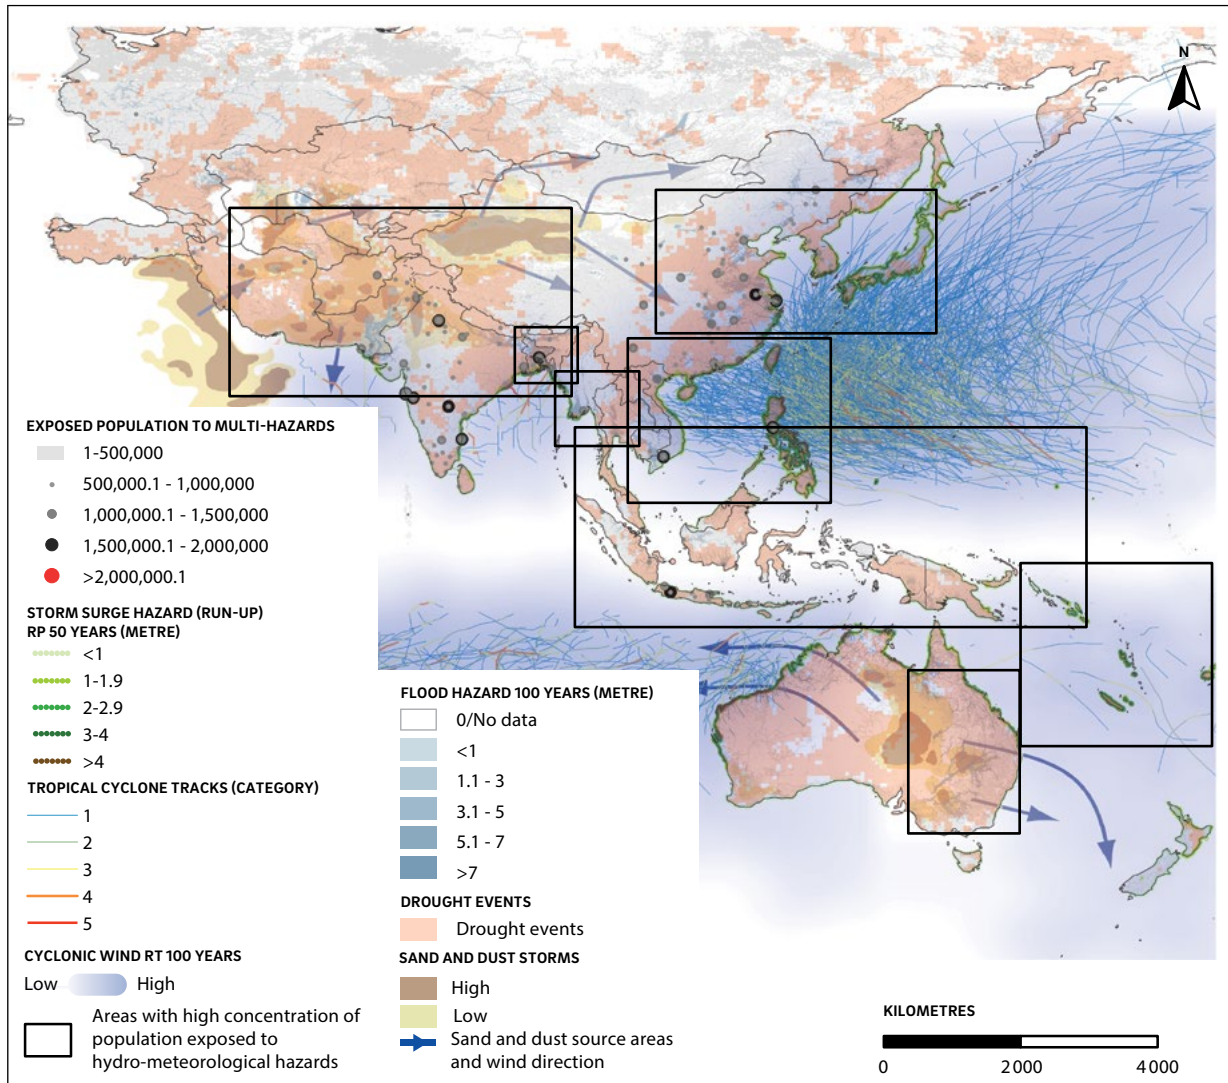 N
EXPOSED POPULATION TO MULTI-HAZARDS
1-500,000
500,000.1 - 1,000,000
1,000,000.1 - 1,500,000
1,500,000.1 - 2,000,000
>2,000,000.1
STORM SURGE HAZARD (RUN-UP)
RP 50 YEARS (METRE)
<1
1-1.9
2-2.9
3-4
>4
TROPICAL CYCLONE TRACKS (CATEGORY)
1
2
3
4
5
CYCLONIC WIND RT 100 YEARS
Low High
Areas with high concentration of
population exposed to
hydro-meteorological hazards
FLOOD HAZARD 100 YEARS (METRE)
0/No data
<1
1.1 - 3
3.1 - 5
5.1 - 7
>7
DROUGHT EVENTS
Drought events
SAND AND DUST STORMS
High
Low
Sand and dust source areas
and wind direction
KILOMETRES
0 2000 4 000